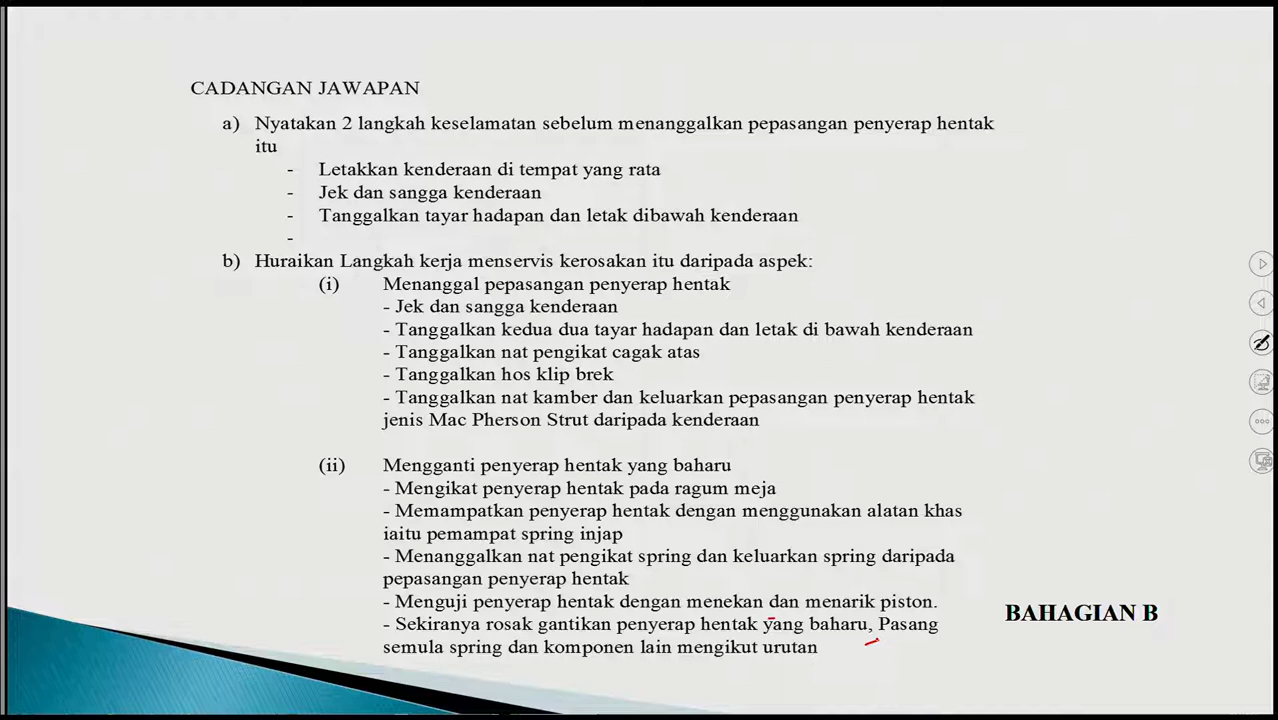 CADANGAN JAWAPAN
a) Nyatakan 2 langkah keselamatan sebelum menanggalkan pepasangan penyerap hentak
itu
- Letakkan kenderaan di tempat yang rata
- Jek dan sangga kenderaan
- Tanggalkan tayar hadapan dan letak dibawah kenderaan
-
b) Huraikan Langkah kerja menservis kerosakan itu daripada aspek:
(i) Menanggal pepasangan penyerap hentak
- Jek dan sangga kenderaan
- Tanggalkan kedua dua tayar hadapan dan letak di bawah kenderaan
- Tanggalkan nat pengikat cagak atas
- Tanggalkan hos klip brek
- Tanggalkan nat kamber dan keluarkan pepasangan penyerap hentak
jenis Mac Pherson Strut daripada kenderaan
(ii) Mengganti penyerap hentak yang baharu
- Mengikat penyerap hentak pada ragum meja
- Memampatkan penyerap hentak dengan menggunakan alatan khas
iaitu pemampat spring injap
- Menanggalkan nat pengikat spring dan keluarkan spring daripada
pepasangan penyerap hentak
- Menguji penyerap hentak dengan menekan dan menarik piston.
- Sekiranya rosak gantikan penyerap hentak yang baharu, Pasang
semula spring dan komponen lain mengikut urutan
BAHAGIAN B